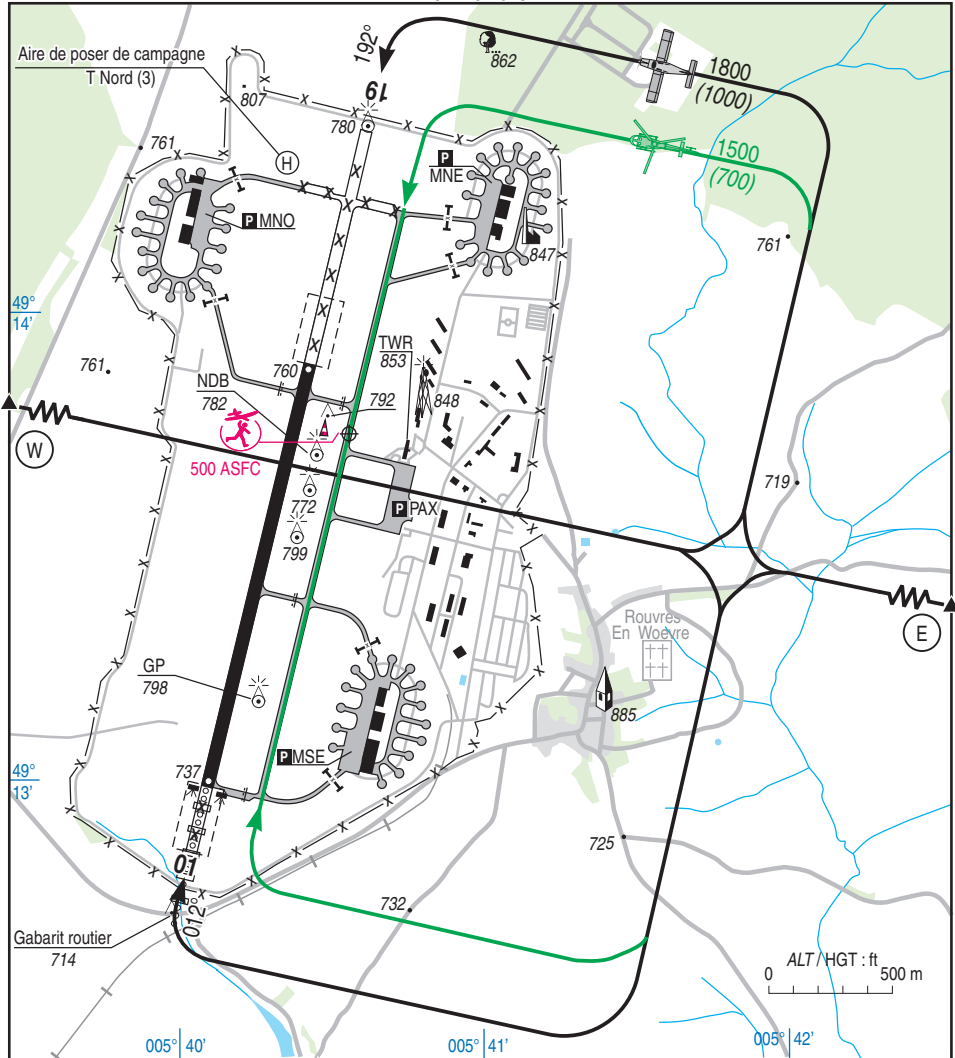 Aire de poser de campagne
T Nord (3)
807
761
H
192°
19
780
862
1800
(1000)
1500
(700)
P
MNE
P MNO
847
761
49°
14'
761
760
NDB
782
TWR
853
792
848
W
500 ASFC
772
799
P PAX
719
E
Rouvres
En Woevre
885
GP
798
P MSE
49°
13'
737
01
012°
732
725
Gabarit routier
714
ALT / HGT : ft
0 500 m
005° 40'
005° 41'
005° 42'